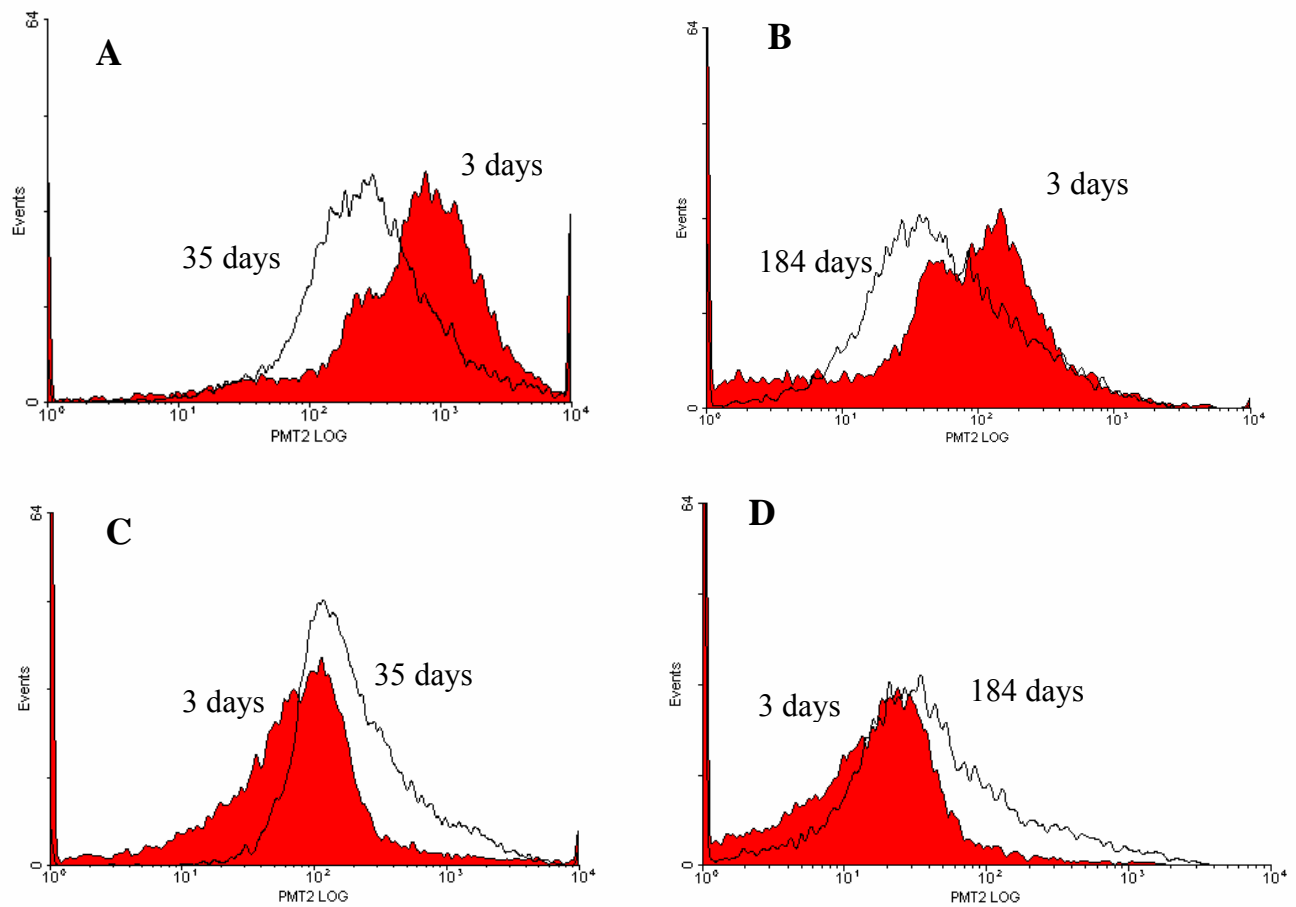 64
A
3 days
35 days
Events
0
10⁰ 10¹ 10² 10³ 10⁴
PMT2 LOG
64
B
3 days
184 days
Events
0
10⁰ 10¹ 10² 10³ 10⁴
PMT2 LOG
64
C
3 days
35 days
Events
0
10⁰ 10¹ 10² 10³ 10⁴
PMT2 LOG
64
D
3 days
184 days
Events
0
10⁰ 10¹ 10² 10³ 10⁴
PMT2 LOG